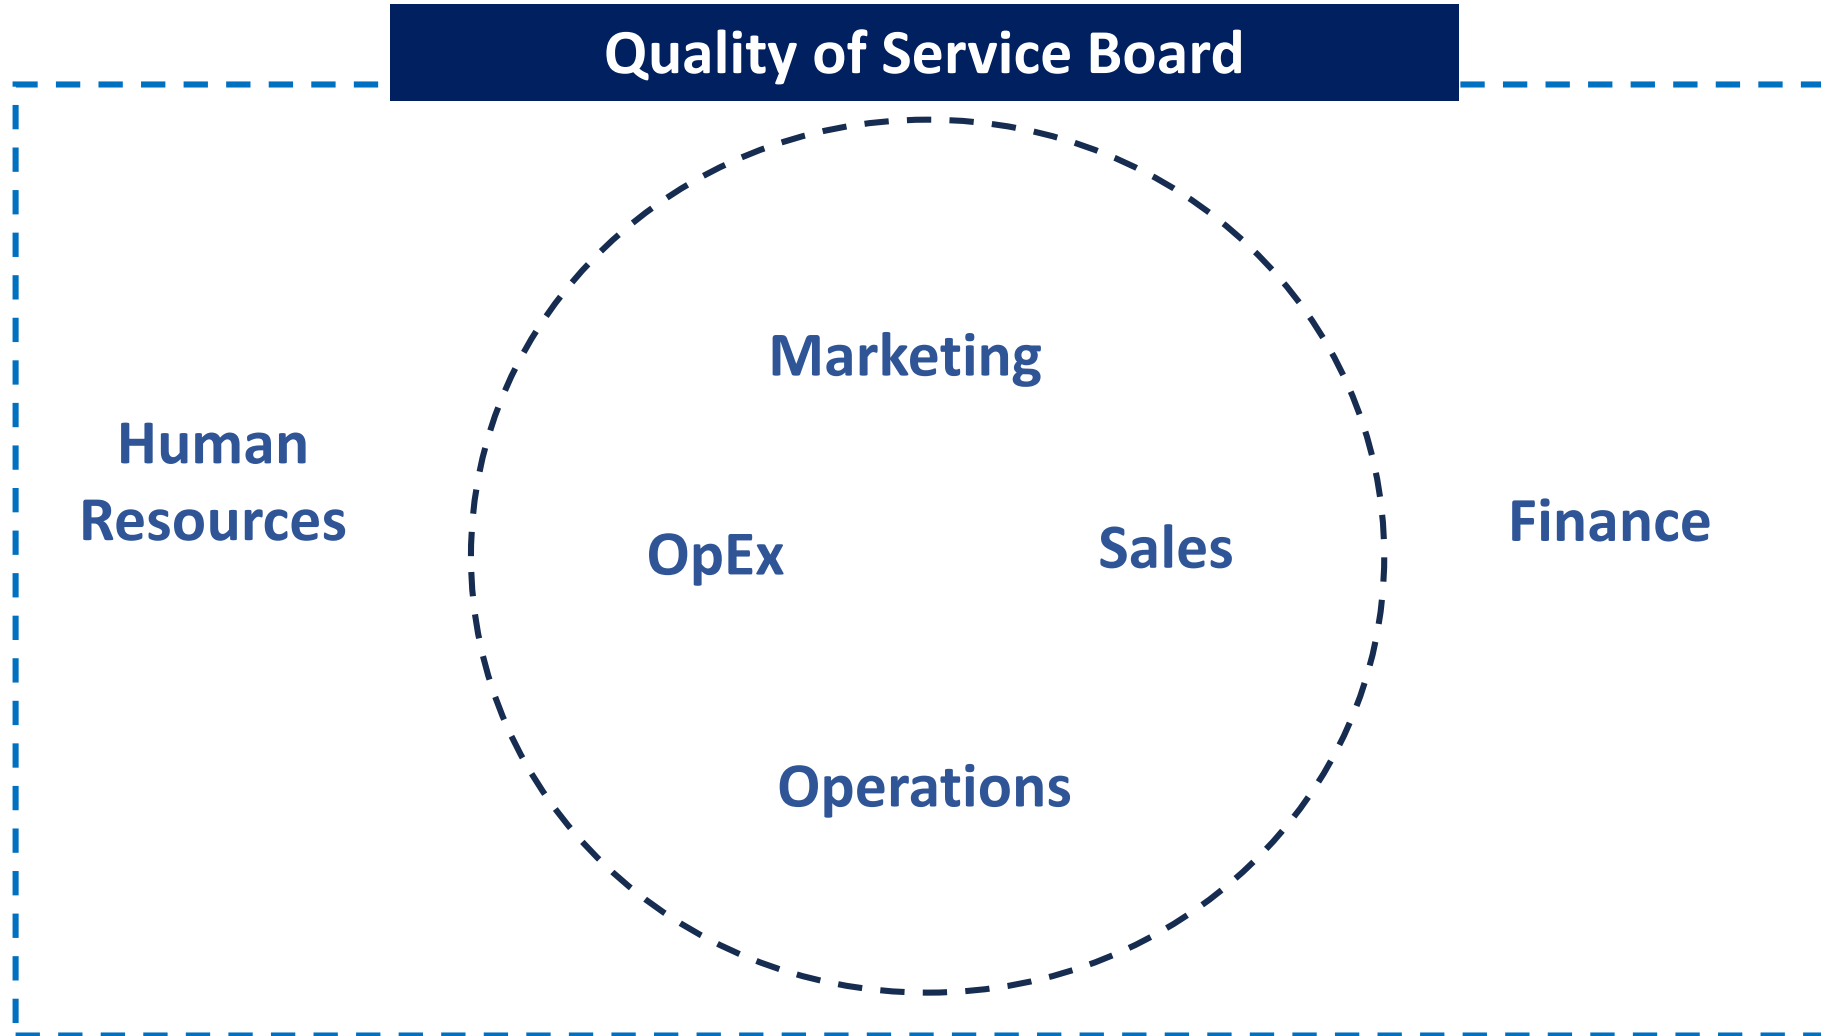 Quality of Service Board
Marketing
Human
Resources
OpEx
Sales
Finance
Operations